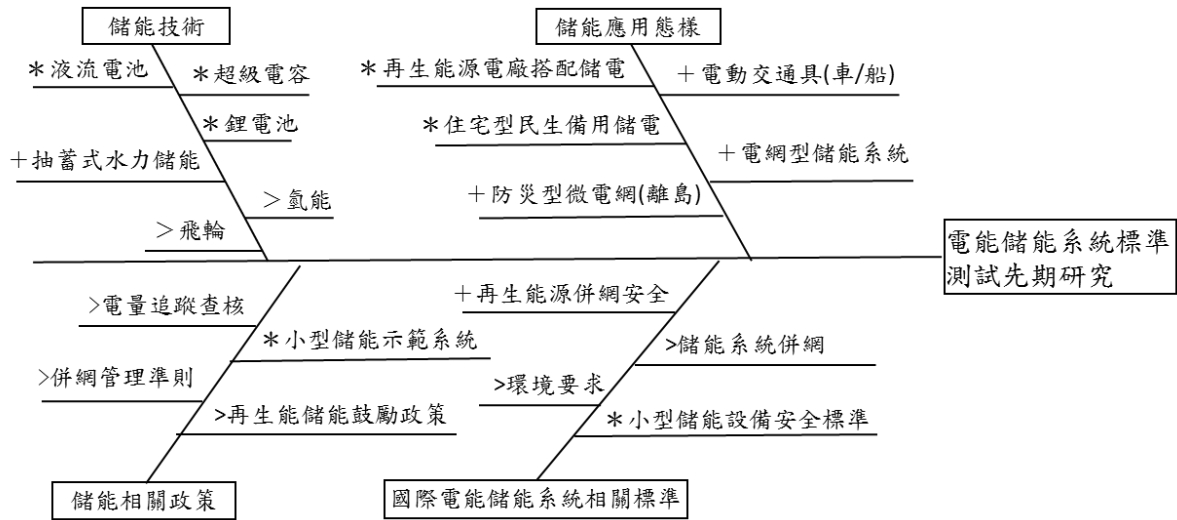 儲能技術
＊液流電池
＊超級電容
＊鋰電池
＋抽蓄式水力儲能
＞氫能
＞飛輪
儲能應用態樣
＊再生能源電廠搭配儲電
＋電動交通具(車/船)
＊住宅型民生備用儲電
＋電網型儲能系統
＋防災型微電網(離島)
電能儲能系統標準
測試先期研究
>電量追蹤查核
＊小型儲能示範系統
>併網管理準則
>再生能儲能鼓勵政策
儲能相關政策
＋再生能源併網安全
>儲能系統併網
>環境要求
＊小型儲能設備安全標準
國際電能儲能系統相關標準